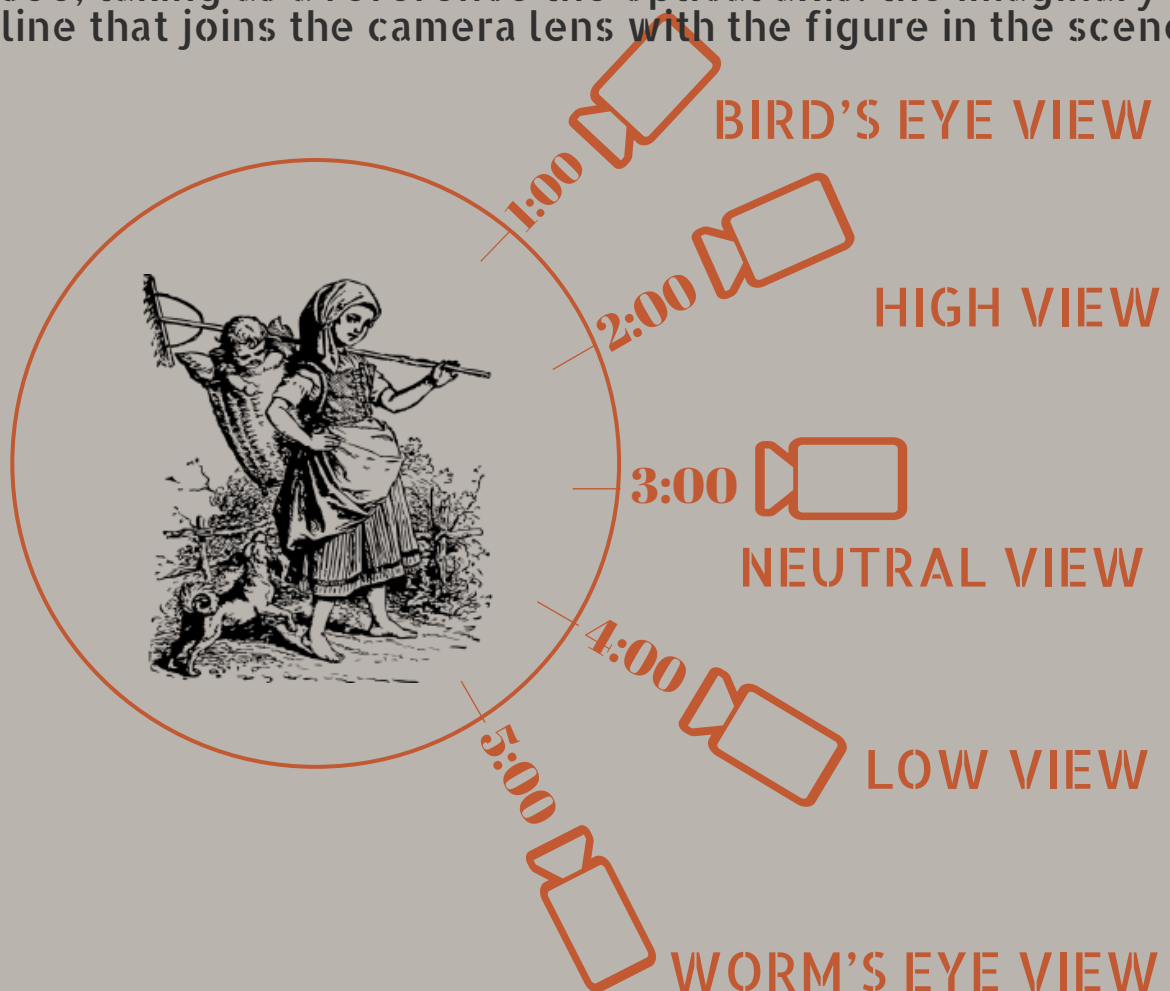 line that joins the camera lens with the figure in the scene
1:00
BIRD'S EYE VIEW
2:00
HIGH VIEW
3:00
NEUTRAL VIEW
4:00
LOW VIEW
5:00
WORM'S EYE VIEW